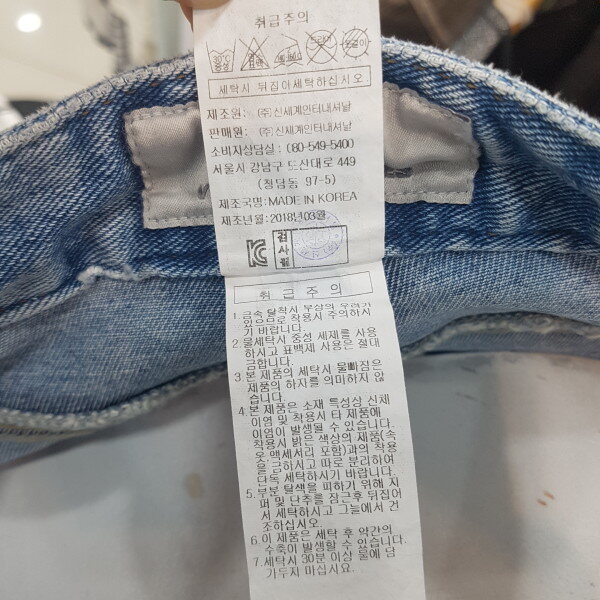 취급주의
세탁시 뒤집어세탁하십시오
제조원: (주)신세계인터내셔날
판매원: (주)신세계인터내셔날
소비자상담실: 080-549-5400
서울시 강남구 도산대로 449
(청담동 97-5)
제조국명: MADE IN KOREA
제조년월: 2018년03월
검
사
필
취급주의
1. 금속 탈착시 부상의 우려가
있으므로 착용시 주의하시
기 바랍니다.
2. 물세탁시 중성 세제를 사용
하시고 표백제 사용은 절대
금합니다.
3. 본 제품의 세탁시 물빠짐은
제품의 하자를 의미하지 않
습니다.
4. 본 제품은 소재 특성상 신체
이염 및 착용시 타 제품에
이염이 발생될 수 있으니
착용시 밝은 색상의 제품(속
옷 액세서리 포함)과의 착용
을 금하시고 따로 분리하여
단독 세탁하시기 바랍니다.
5. 부분 탈색을 피하기 위해 지
퍼 및 단추를 잠근후 뒤집어
서 세탁하시고 그늘에서 건
조하십시오.
6. 이 제품은 세탁 후 약간의
수축이 발생할 수 있습니다.
7. 세탁시 30분 이상 물에 담
가두지 마십시요.